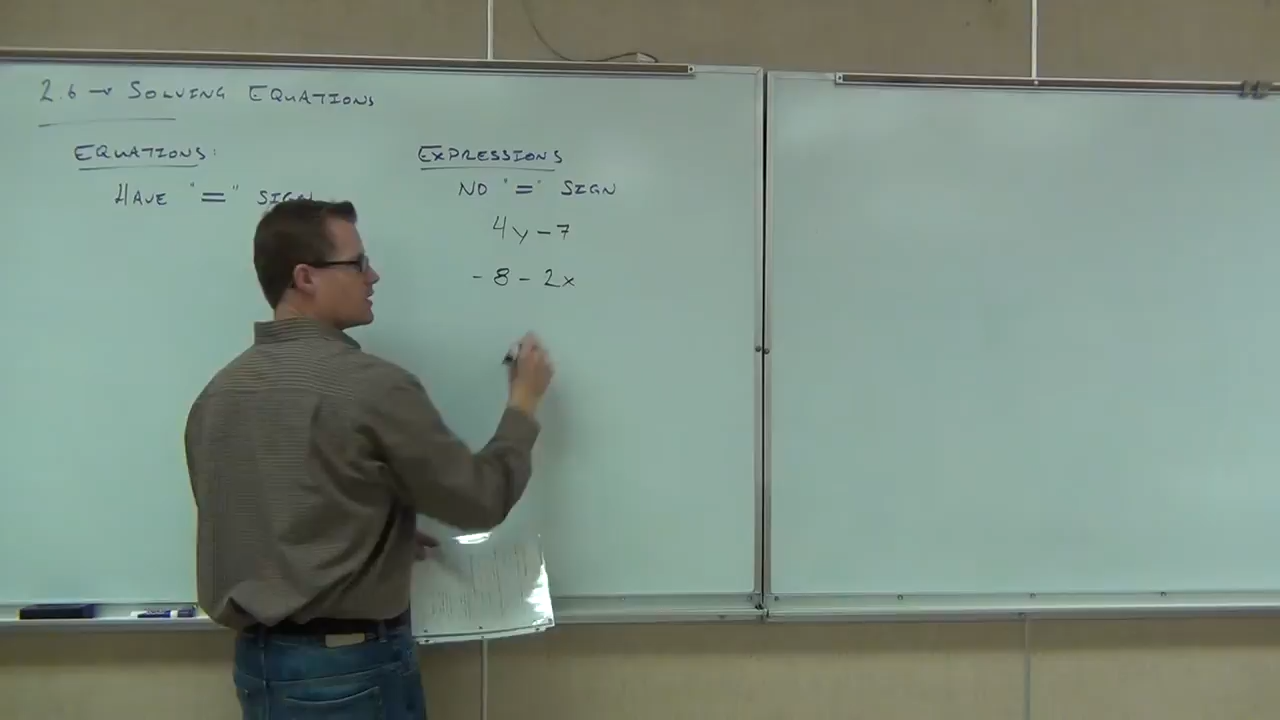 2.6 → SOLVING EQUATIONS
EQUATIONS:
HAVE "=" SIGN
EXPRESSIONS
NO "=" SIGN
4y - 7
- 8 - 2x